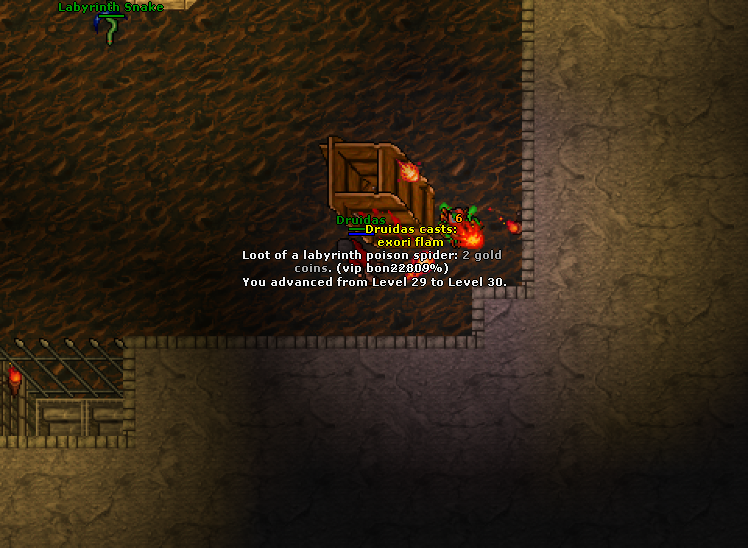 Labyrinth Snake
Druidas
6
Druidas casts:
exori flam
Loot of a labyrinth poison spider: 2 gold
coins. (vip bon22809%)
You advanced from Level 29 to Level 30.